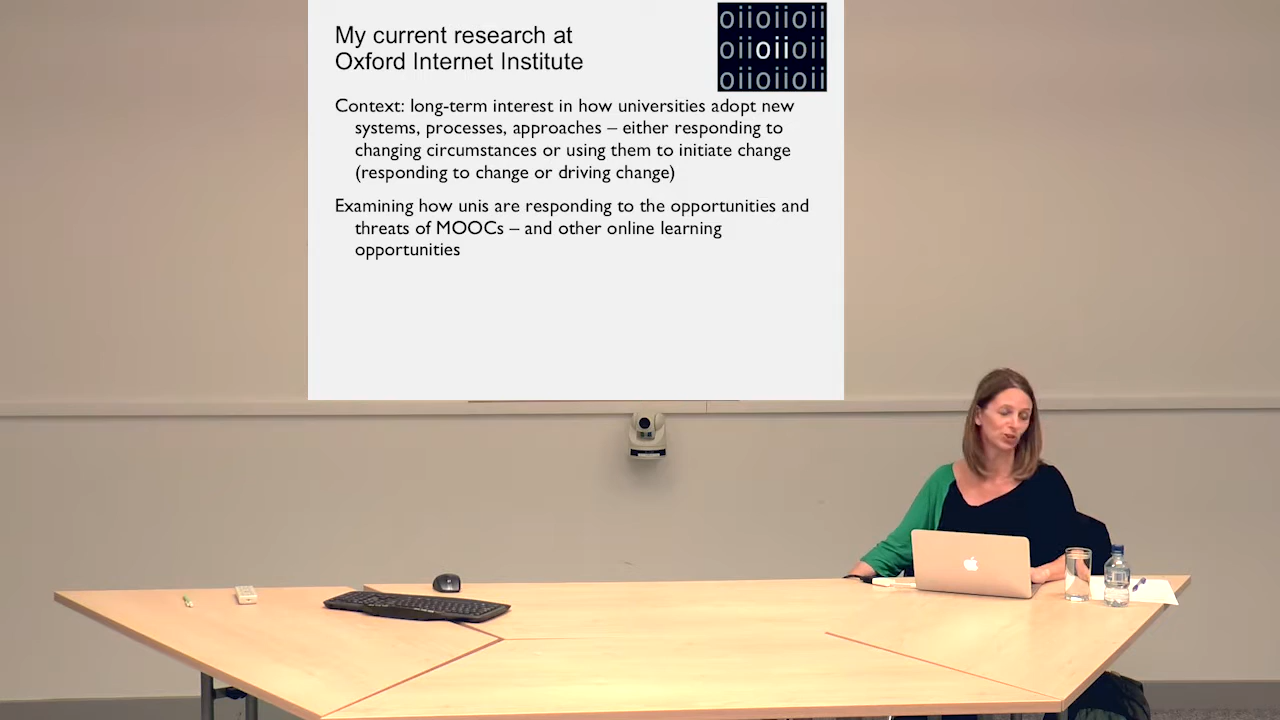 My current research at
Oxford Internet Institute
oiioiioii
oiioiioii
oiioiioii
Context: long-term interest in how universities adopt new
systems, processes, approaches – either responding to
changing circumstances or using them to initiate change
(responding to change or driving change)
Examining how unis are responding to the opportunities and
threats of MOOCs – and other online learning
opportunities